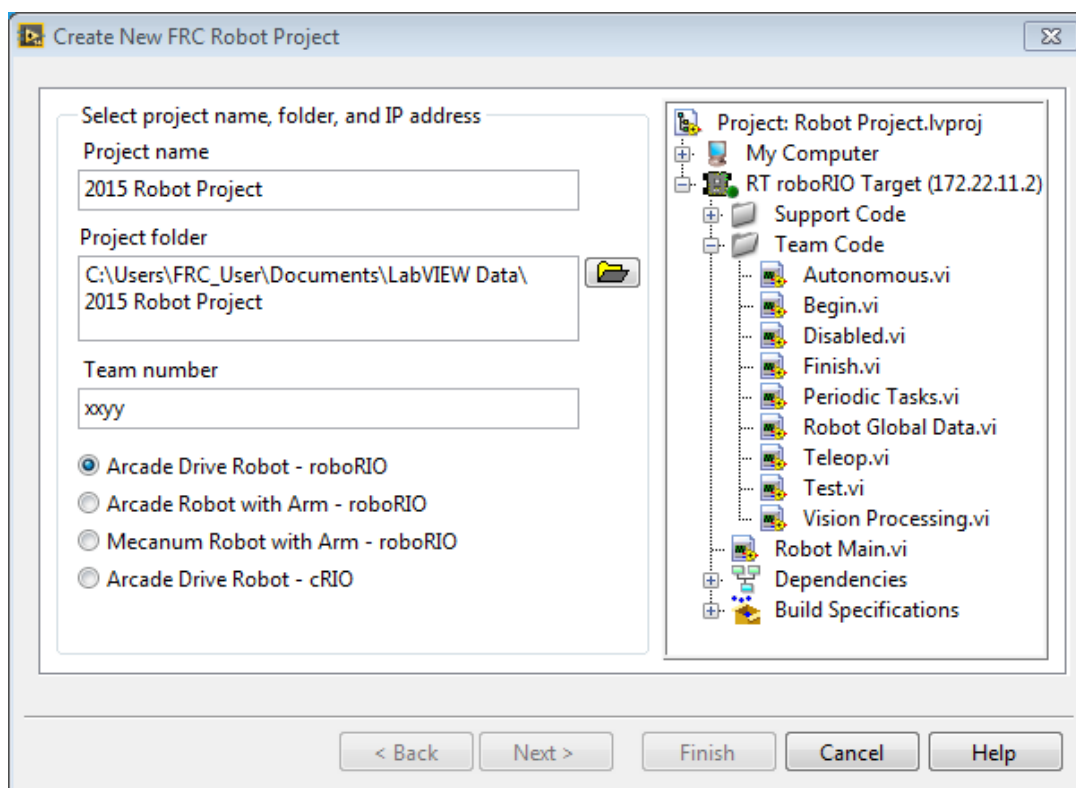 Create New FRC Robot Project
Select project name, folder, and IP address
Project name
2015 Robot Project
Project folder
C:\Users\FRC_User\Documents\LabVIEW Data\
2015 Robot Project
Team number
xxyy
Arcade Drive Robot - roboRIO
Arcade Robot with Arm - roboRIO
Mecanum Robot with Arm - roboRIO
Arcade Drive Robot - cRIO
Project: Robot Project.lvproj
My Computer
RT roboRIO Target (172.22.11.2)
Support Code
Team Code
Autonomous.vi
Begin.vi
Disabled.vi
Finish.vi
Periodic Tasks.vi
Robot Global Data.vi
Teleop.vi
Test.vi
Vision Processing.vi
Robot Main.vi
Dependencies
Build Specifications
< Back
Next >
Finish
Cancel
Help